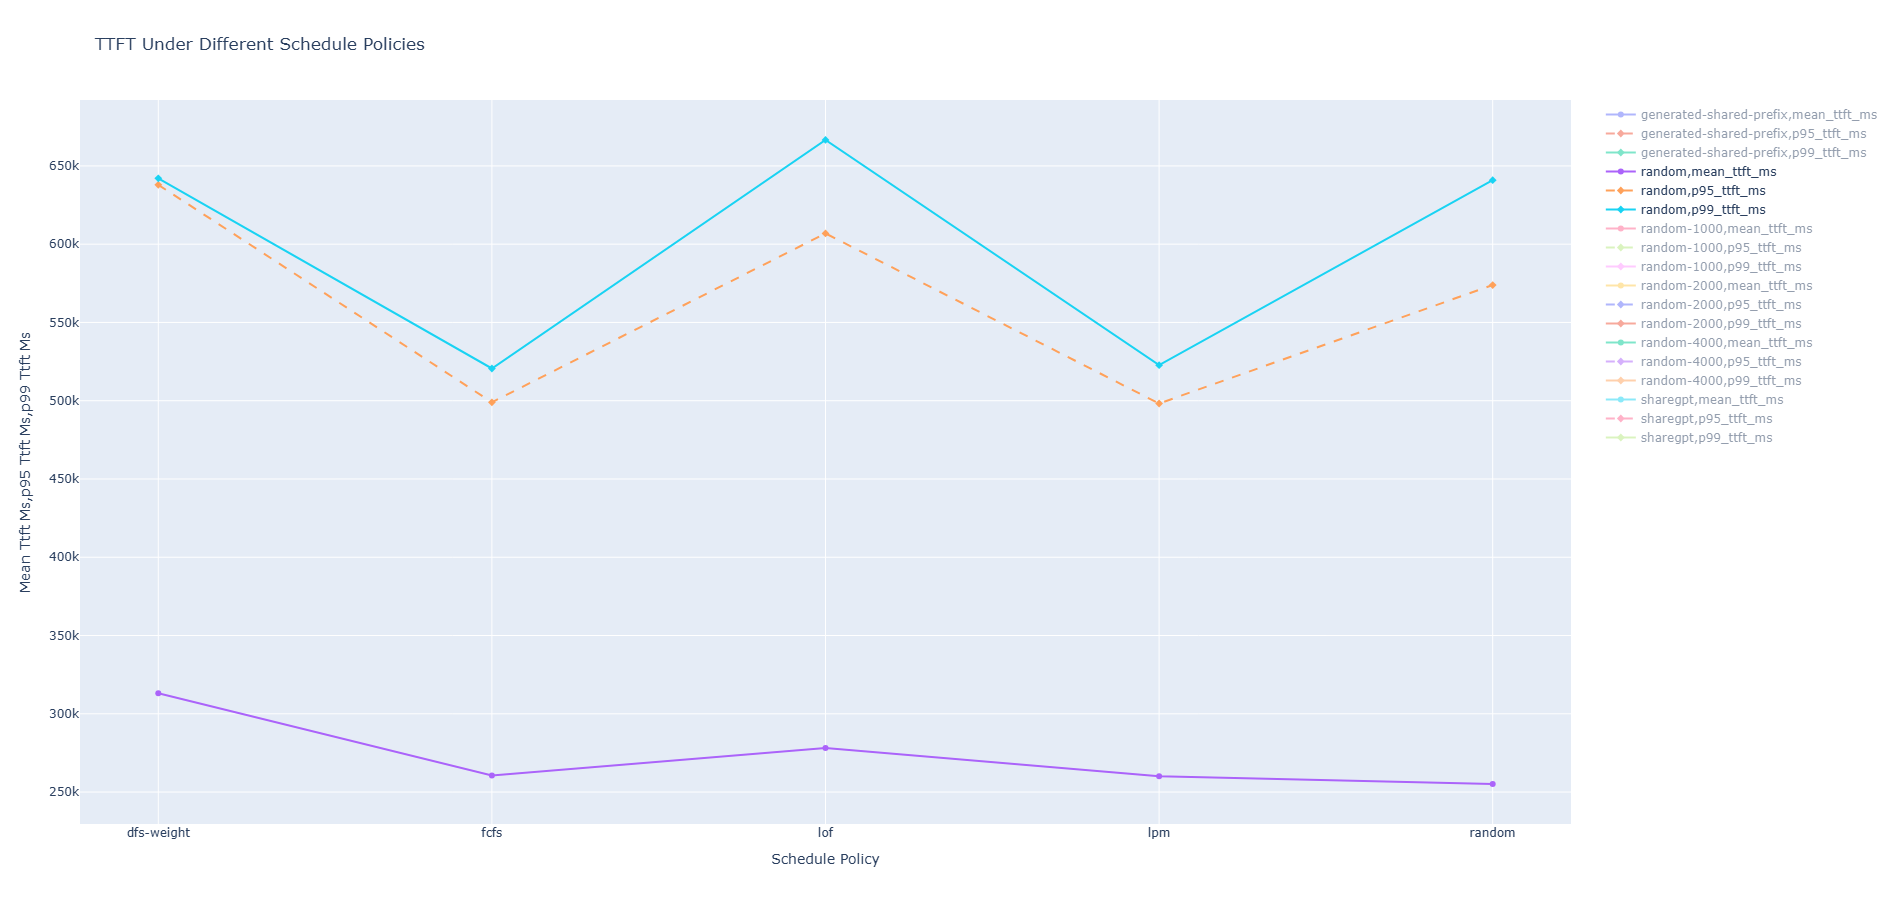 TTFT Under Different Schedule Policies
Mean Ttft Ms,p95 Ttft Ms,p99 Ttft Ms
650k
600k
550k
500k
450k
400k
350k
300k
250k
dfs-weight
fcfs
lof
lpm
random
Schedule Policy
generated-shared-prefix,mean_ttft_ms
generated-shared-prefix,p95_ttft_ms
generated-shared-prefix,p99_ttft_ms
random,mean_ttft_ms
random,p95_ttft_ms
random,p99_ttft_ms
random-1000,mean_ttft_ms
random-1000,p95_ttft_ms
random-1000,p99_ttft_ms
random-2000,mean_ttft_ms
random-2000,p95_ttft_ms
random-2000,p99_ttft_ms
random-4000,mean_ttft_ms
random-4000,p95_ttft_ms
random-4000,p99_ttft_ms
sharegpt,mean_ttft_ms
sharegpt,p95_ttft_ms
sharegpt,p99_ttft_ms